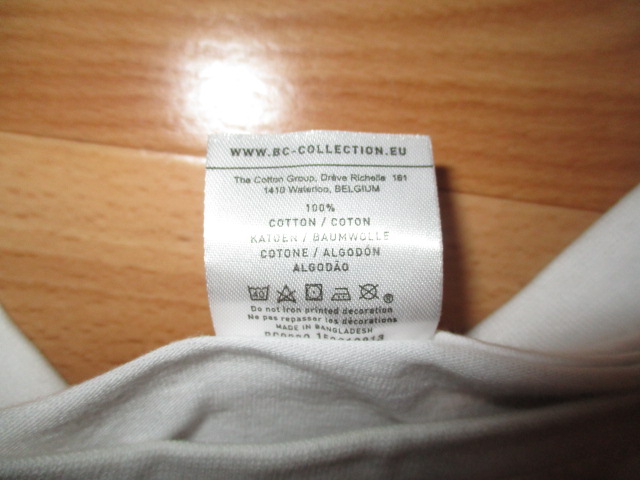 WWW.BC-COLLECTION.EU
The Cotton Group, Drève Richelle 161
1410 Waterloo, BELGIUM
100%
COTTON / COTON
KATOEN / BAUMWOLLE
COTONE / ALGODÓN
ALGODÃO
40
®
Do not iron printed decoration
Ne pas repasser les décorations
MADE IN BANGLADESH